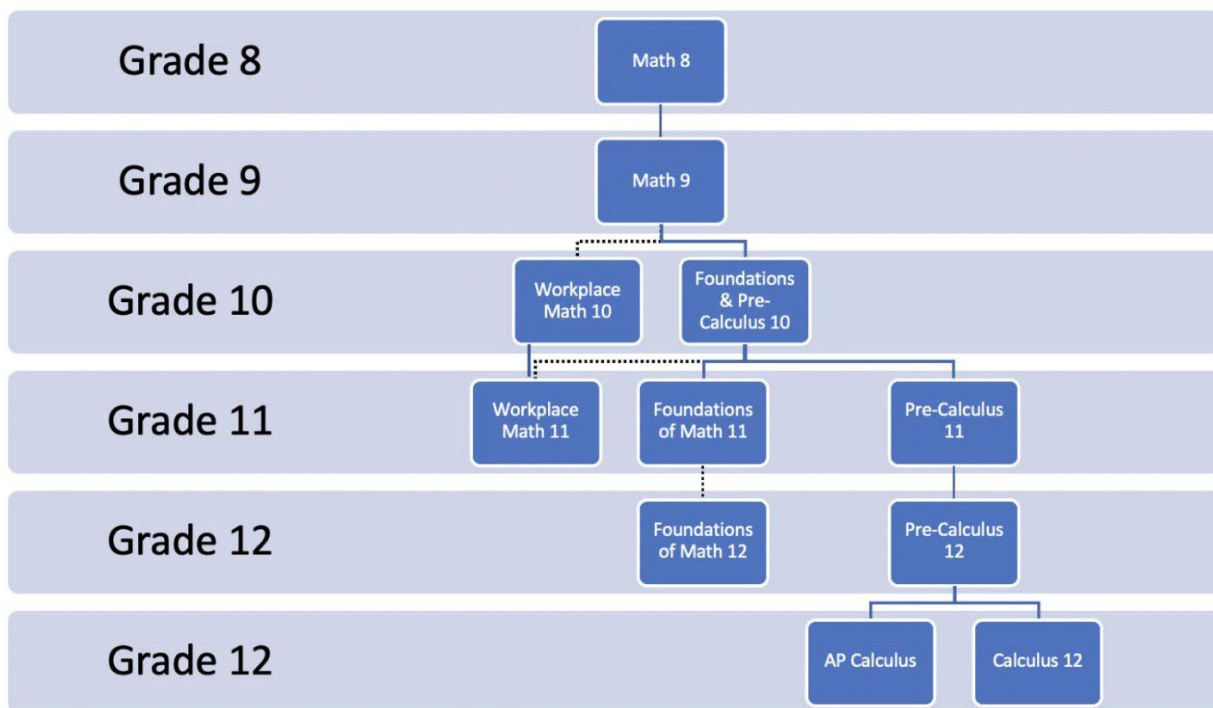 Grade 8
Math 8
Grade 9
Math 9
Grade 10
Workplace
Math 10
Foundations
& Pre-
Calculus 10
Grade 11
Workplace
Math 11
Foundations
of Math 11
Pre-Calculus
11
Grade 12
Foundations
of Math 12
Pre-Calculus
12
Grade 12
AP Calculus
Calculus 12